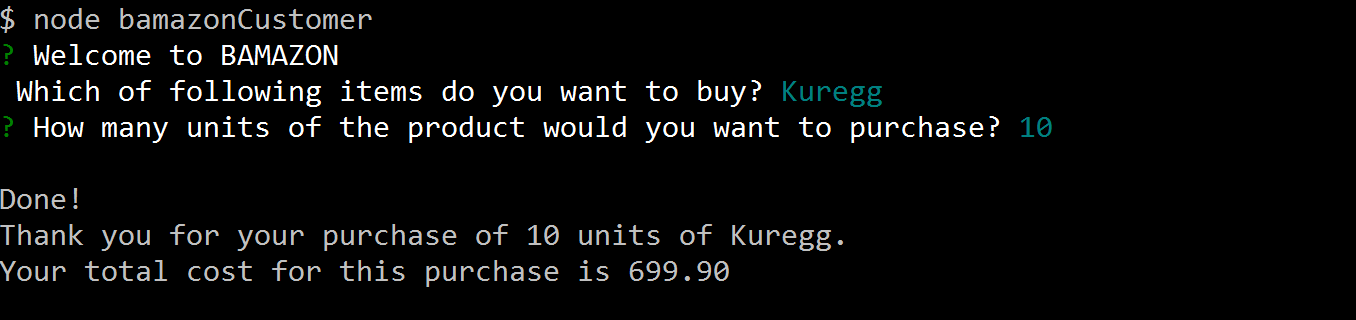 $ node bamazonCustomer
? Welcome to BAMAZON
Which of following items do you want to buy? Kuregg
? How many units of the product would you want to purchase? 10
Done!
Thank you for your purchase of 10 units of Kuregg.
Your total cost for this purchase is 699.90